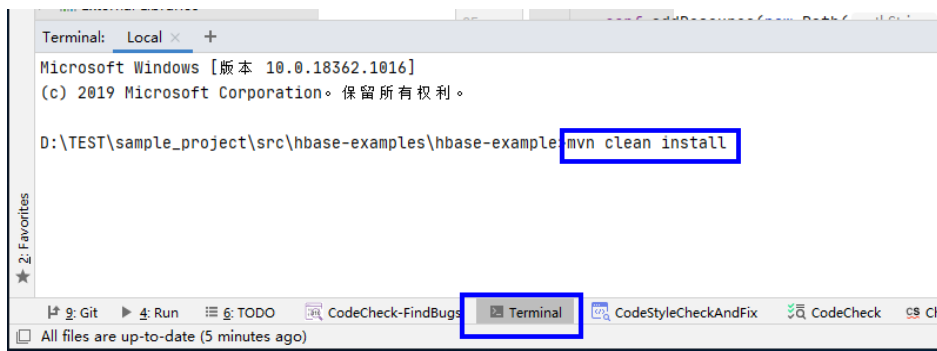 Terminal: Local × +
Microsoft Windows [版本 10.0.18362.1016]
(c) 2019 Microsoft Corporation。保留所有权利。
D:\TEST\sample_project\src\hbase-examples\hbase-example>mvn clean install
2: Favorites
9: Git 4: Run 6: TODO CodeCheck-FindBugs Terminal CodeStyleCheckAndFix CodeCheck
All files are up-to-date (5 minutes ago)